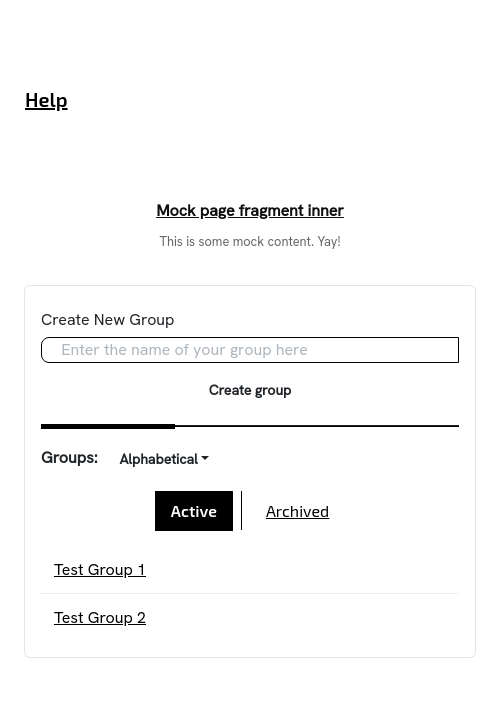 Help
Mock page fragment inner
This is some mock content. Yay!
Create New Group
Enter the name of your group here
Create group
Groups: Alphabetical
Active Archived
Test Group 1
Test Group 2